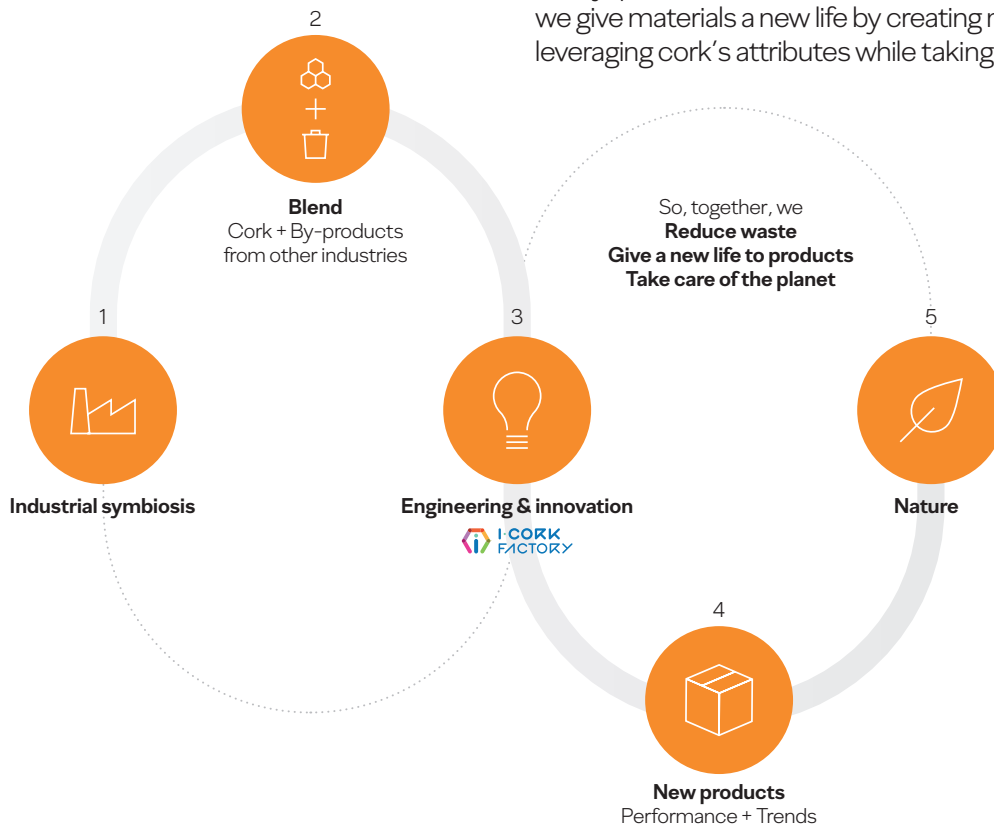 we give materials a new life by creating
leveraging cork's attributes while taking
2
Blend
Cork + By-products
from other industries
So, together, we
Reduce waste
Give a new life to products
Take care of the planet
1
3
5
Industrial symbiosis
Engineering & innovation
I·CORK
FACTORY
Nature
4
New products
Performance + Trends